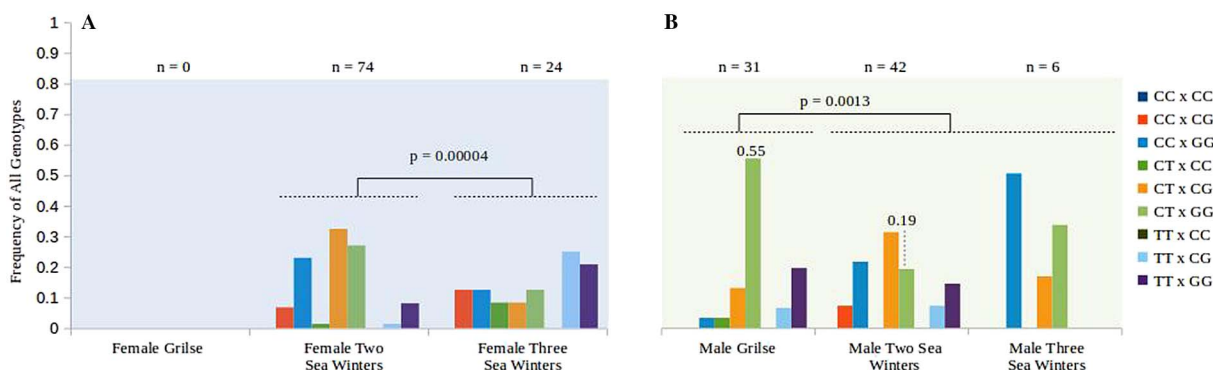 A
B
1
0.9
0.8
0.7
0.6
0.5
0.4
0.3
0.2
0.1
0
Frequency of All Genotypes
n = 0
n = 74
n = 24
p = 0.00004
Female Grilse
Female Two
Sea Winters
Female Three
Sea Winters
n = 31
n = 42
n = 6
p = 0.0013
0.55
0.19
Male Grilse
Male Two Sea
Winters
Male Three
Sea Winters
CC x CC
CC x CG
CC x GG
CT x CC
CT x CG
CT x GG
TT x CC
TT x CG
TT x GG